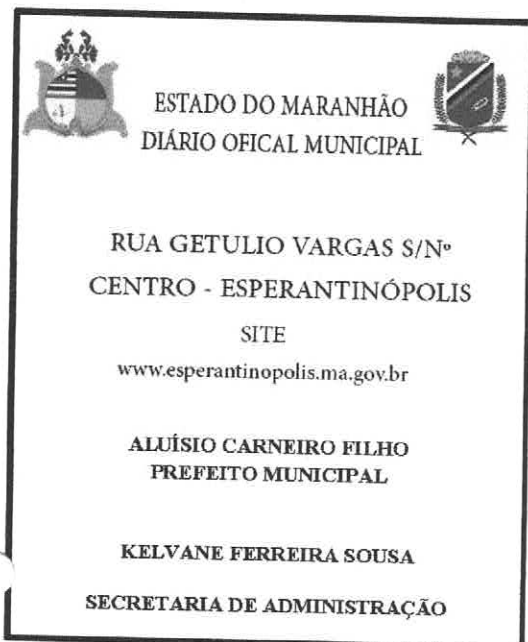 ESTADO DO MARANHÃO
DIÁRIO OFICAL MUNICIPAL
RUA GETULIO VARGAS S/Nº
CENTRO - ESPERANTINÓPOLIS
SITE
www.esperantinopolis.ma.gov.br
ALUÍSIO CARNEIRO FILHO
PREFEITO MUNICIPAL
KELVANE FERREIRA SOUSA
SECRETARIA DE ADMINISTRAÇÃO